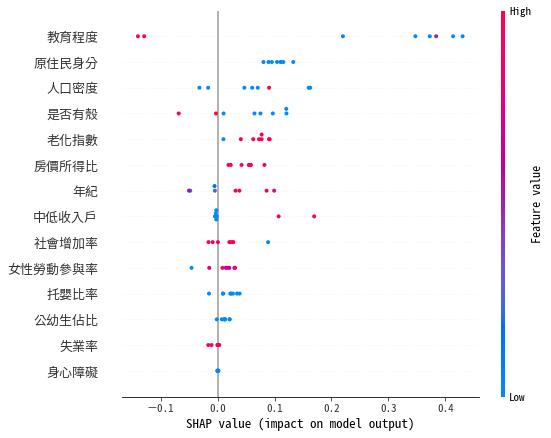 High
教育程度
原住民身分
人口密度
是否有殼
老化指數
房價所得比
年紀
中低收入戶
社會增加率
女性勞動參與率
托嬰比率
公幼生佔比
失業率
身心障礙
Feature value
Low
−0.1 0.0 0.1 0.2 0.3 0.4
SHAP value (impact on model output)